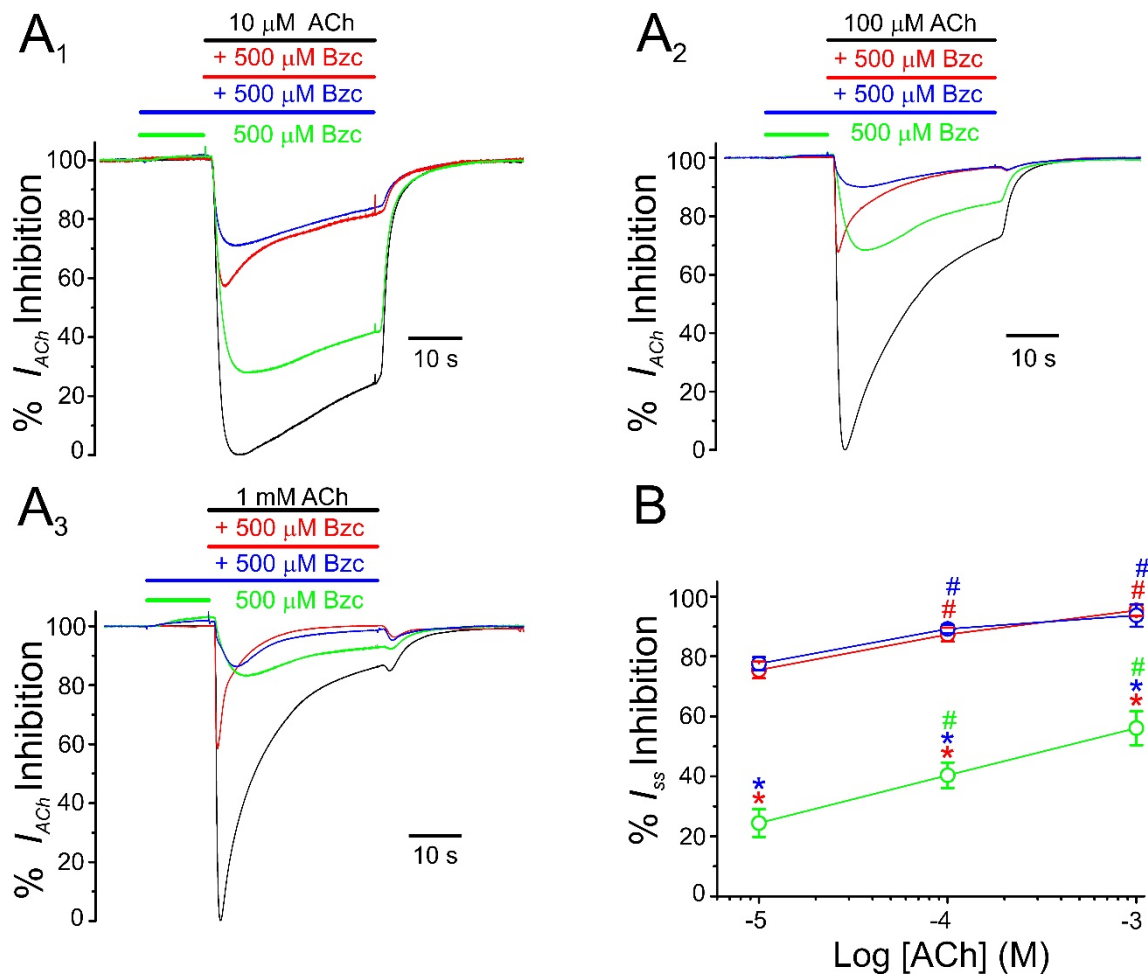 A1
10 μM ACh
+ 500 μM Bzc
+ 500 μM Bzc
500 μM Bzc
% IACh Inhibition
100
80
60
40
20
0
10 s
A2
100 μM ACh
+ 500 μM Bzc
+ 500 μM Bzc
500 μM Bzc
% IACh Inhibition
100
80
60
40
20
0
10 s
A3
1 mM ACh
+ 500 μM Bzc
+ 500 μM Bzc
500 μM Bzc
% IACh Inhibition
100
80
60
40
20
0
10 s
B
% Iss Inhibition
100
80
60
40
20
0
#
#
#
#
#
*
*
#
*
*
*
*
-5 -4 -3
Log [ACh] (M)